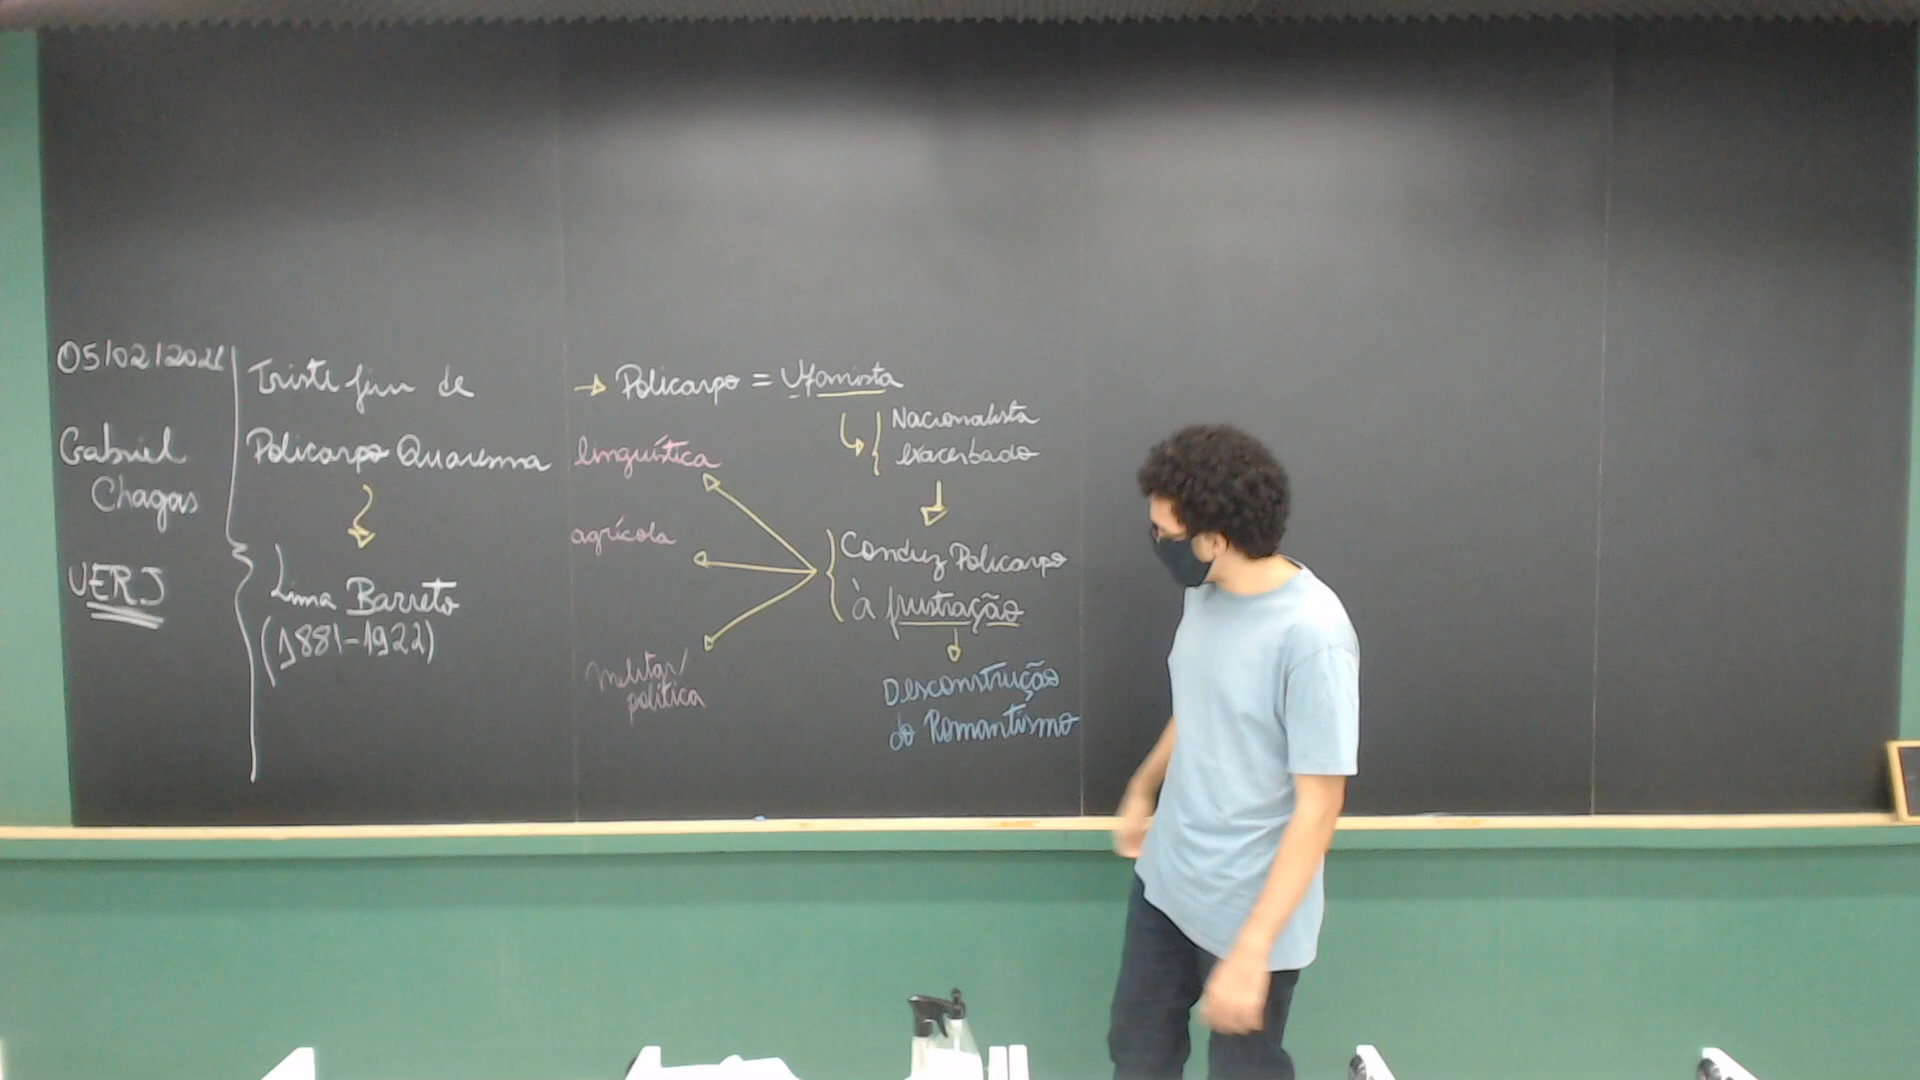 05/02/2021
Gabriel
Chagas
UERJ
Triste fim de
Policarpo Quaresma
Lima Barreto
(1881-1922)
→ Policarpo = Ufanista
Nacionalista
exacerbado
Conduz Policarpo
à frustração
linguística
agrícola
militar/
política
Desconstrução
do Romantismo